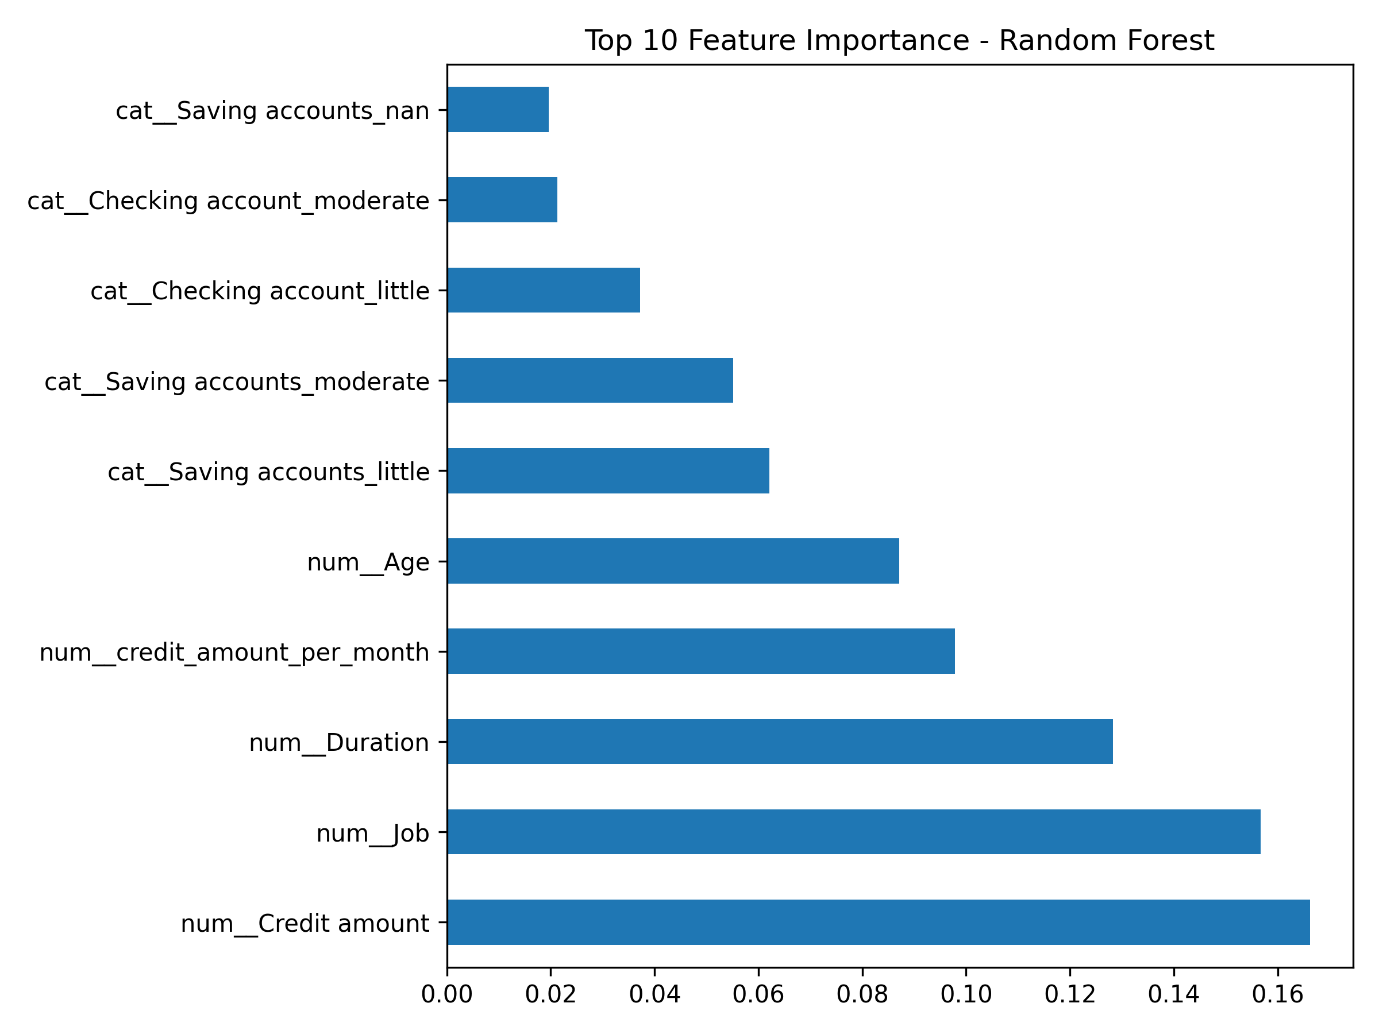 Top 10 Feature Importance - Random Forest
cat__Saving accounts_nan
cat__Checking account_moderate
cat__Checking account_little
cat__Saving accounts_moderate
cat__Saving accounts_little
num__Age
num__credit_amount_per_month
num__Duration
num__Job
num__Credit amount
0.00 0.02 0.04 0.06 0.08 0.10 0.12 0.14 0.16